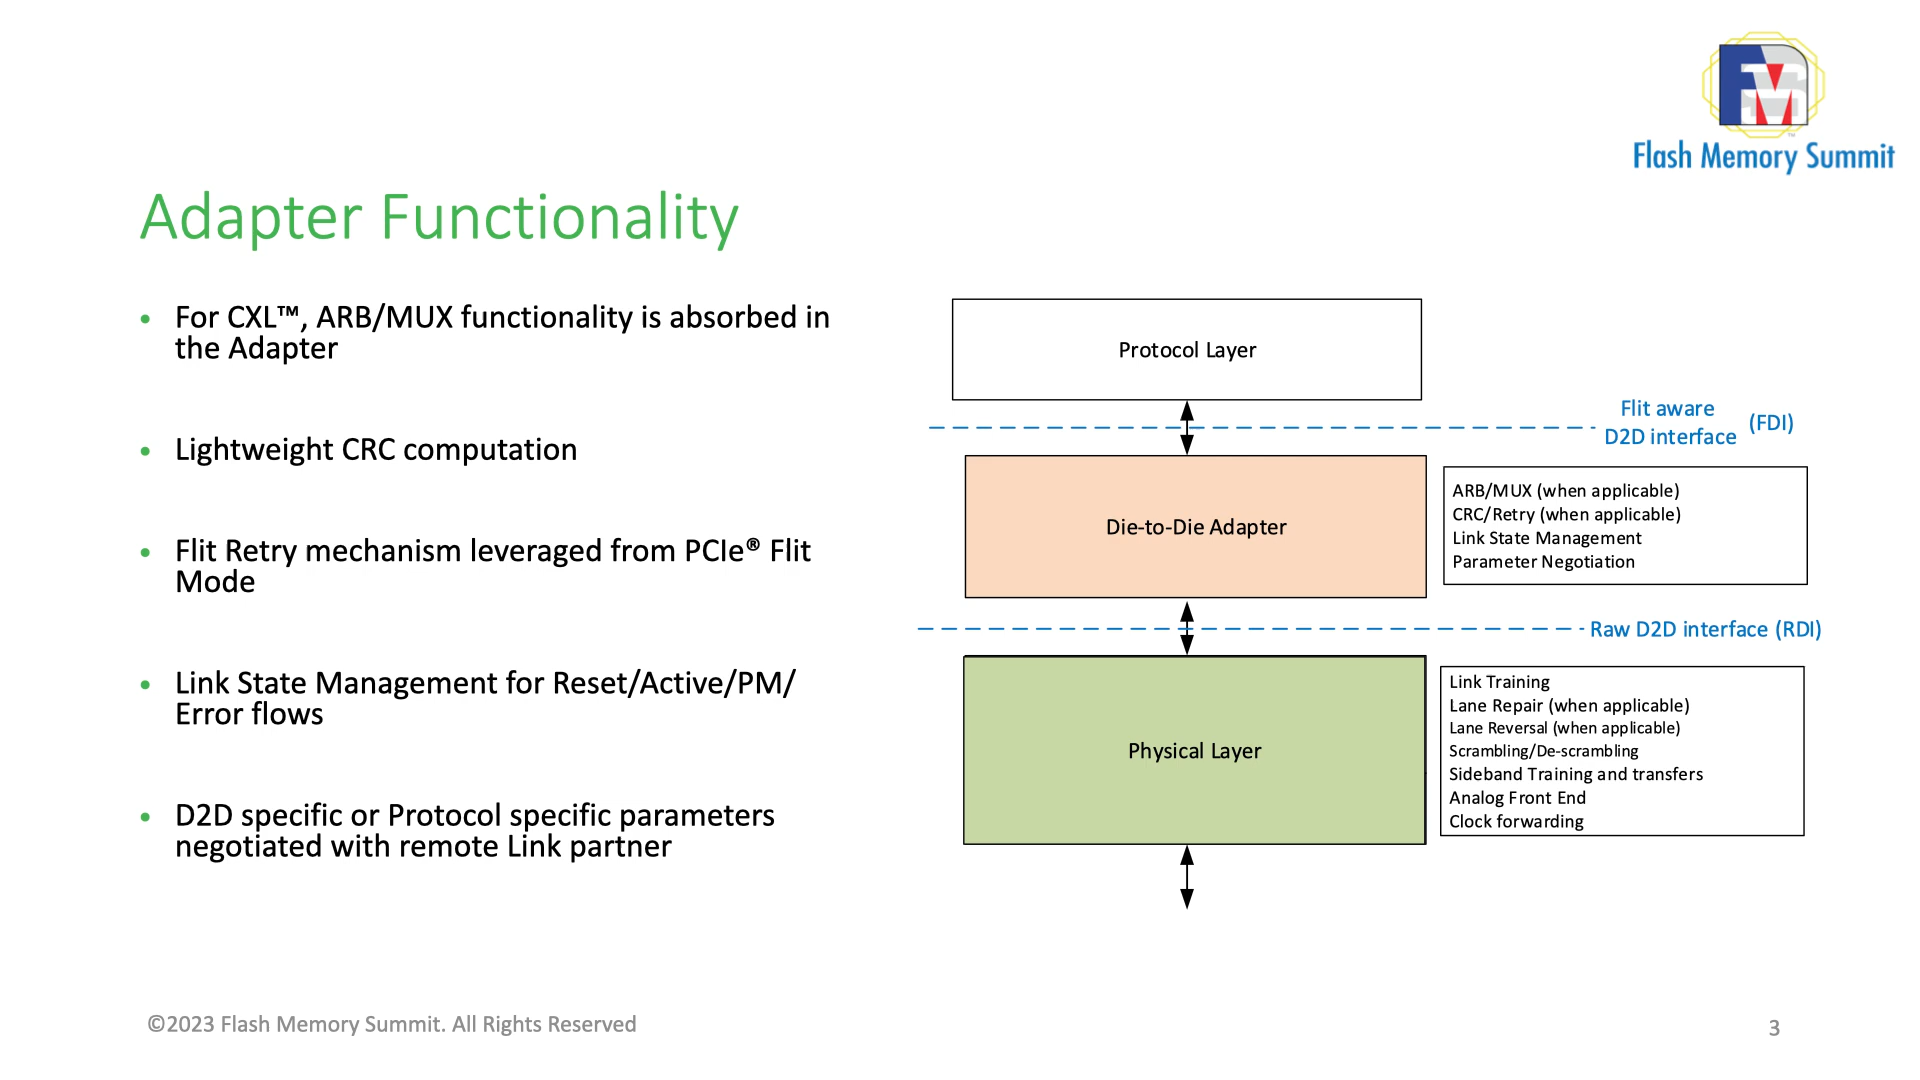 Flash Memory Summit
Adapter Functionality
• For CXL™, ARB/MUX functionality is absorbed in
the Adapter
• Lightweight CRC computation
• Flit Retry mechanism leveraged from PCIe® Flit
Mode
• Link State Management for Reset/Active/PM/
Error flows
• D2D specific or Protocol specific parameters
negotiated with remote Link partner
Protocol Layer
Flit aware
D2D interface (FDI)
Die-to-Die Adapter
ARB/MUX (when applicable)
CRC/Retry (when applicable)
Link State Management
Parameter Negotiation
Raw D2D interface (RDI)
Physical Layer
Link Training
Lane Repair (when applicable)
Lane Reversal (when applicable)
Scrambling/De-scrambling
Sideband Training and transfers
Analog Front End
Clock forwarding
©2023 Flash Memory Summit. All Rights Reserved
3